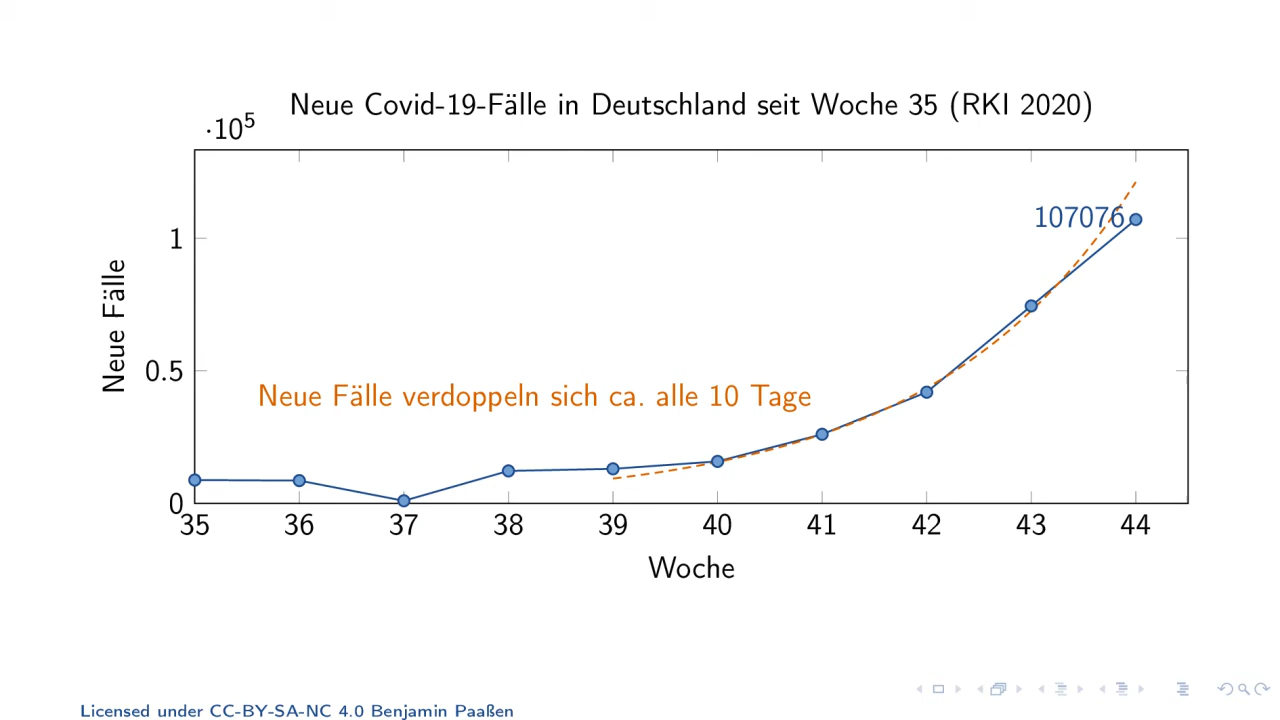 Neue Covid-19-Fälle in Deutschland seit Woche 35 (RKI 2020)
·10⁵
107076
1
Neue Fälle
0.5
Neue Fälle verdoppeln sich ca. alle 10 Tage
0
35 36 37 38 39 40 41 42 43 44
Woche
Licensed under CC-BY-SA-NC 4.0 Benjamin Paaßen